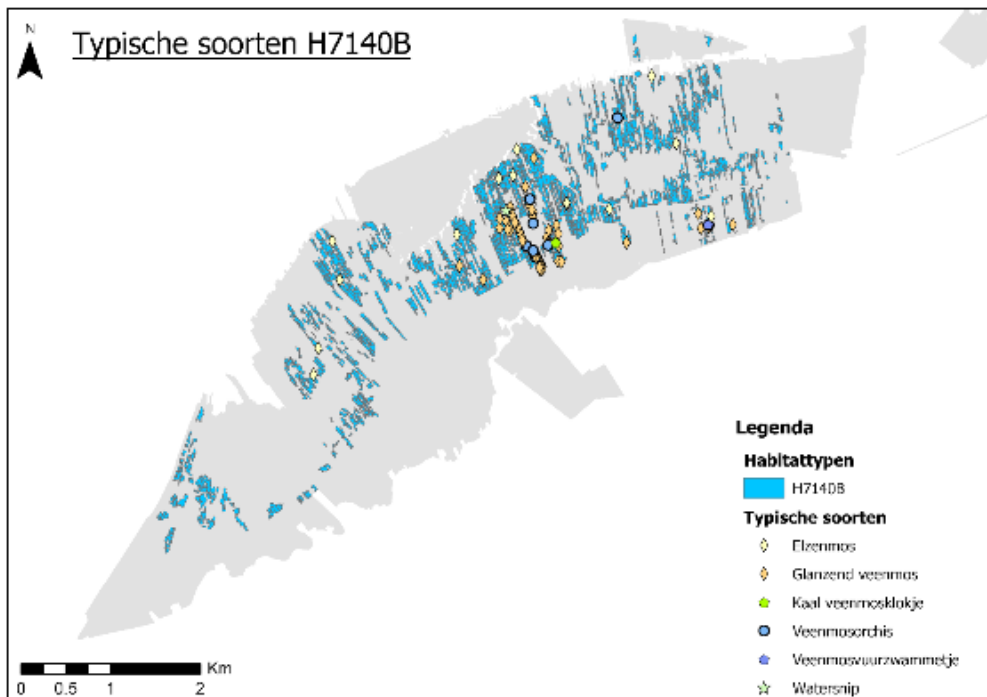 N
Typische soorten H7140B
Legenda
Habitattypen
H7140B
Typische soorten
Elzenmos
Glanzend veenmos
Kaal veenmosklokje
Veenmosorchis
Veenmosvuurzwammetje
Watersnip
Km
0 0.5 1 2